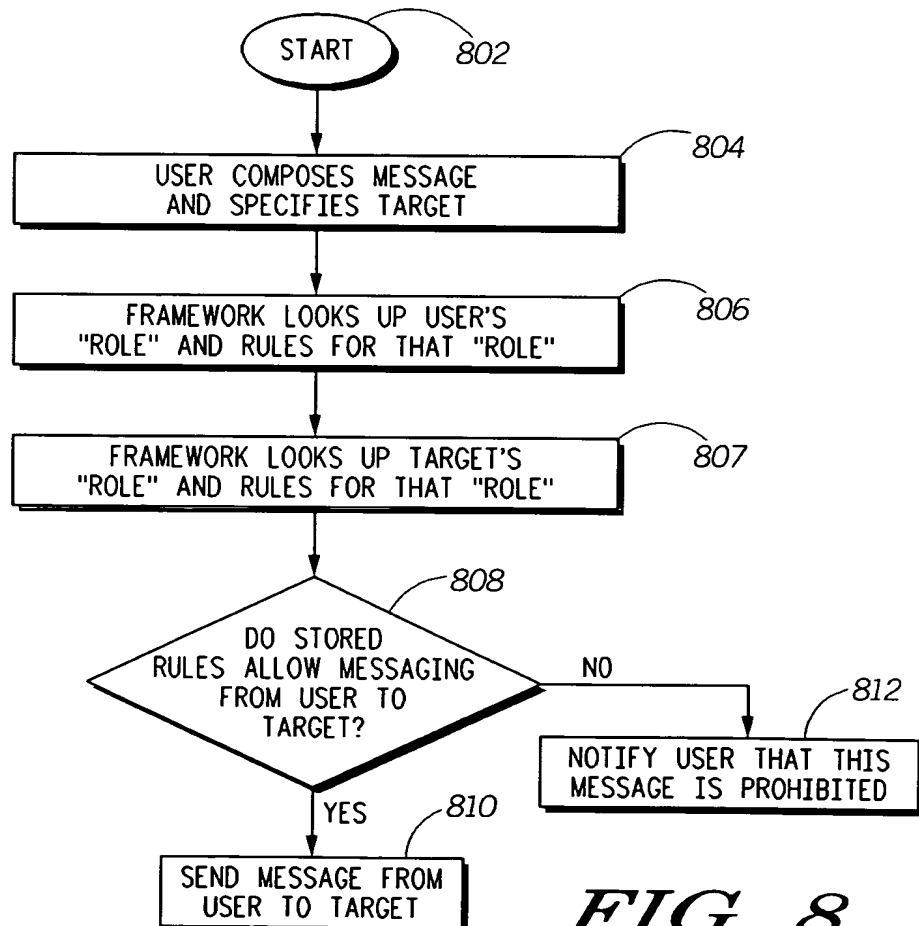 START
802
804
USER COMPOSES MESSAGE
AND SPECIFIES TARGET
806
FRAMEWORK LOOKS UP USER'S
"ROLE" AND RULES FOR THAT "ROLE"
807
FRAMEWORK LOOKS UP TARGET'S
"ROLE" AND RULES FOR THAT "ROLE"
808
DO STORED
RULES ALLOW MESSAGING
FROM USER TO
TARGET?
NO
812
NOTIFY USER THAT THIS
MESSAGE IS PROHIBITED
YES
810
SEND MESSAGE FROM
USER TO TARGET
FIG. 8